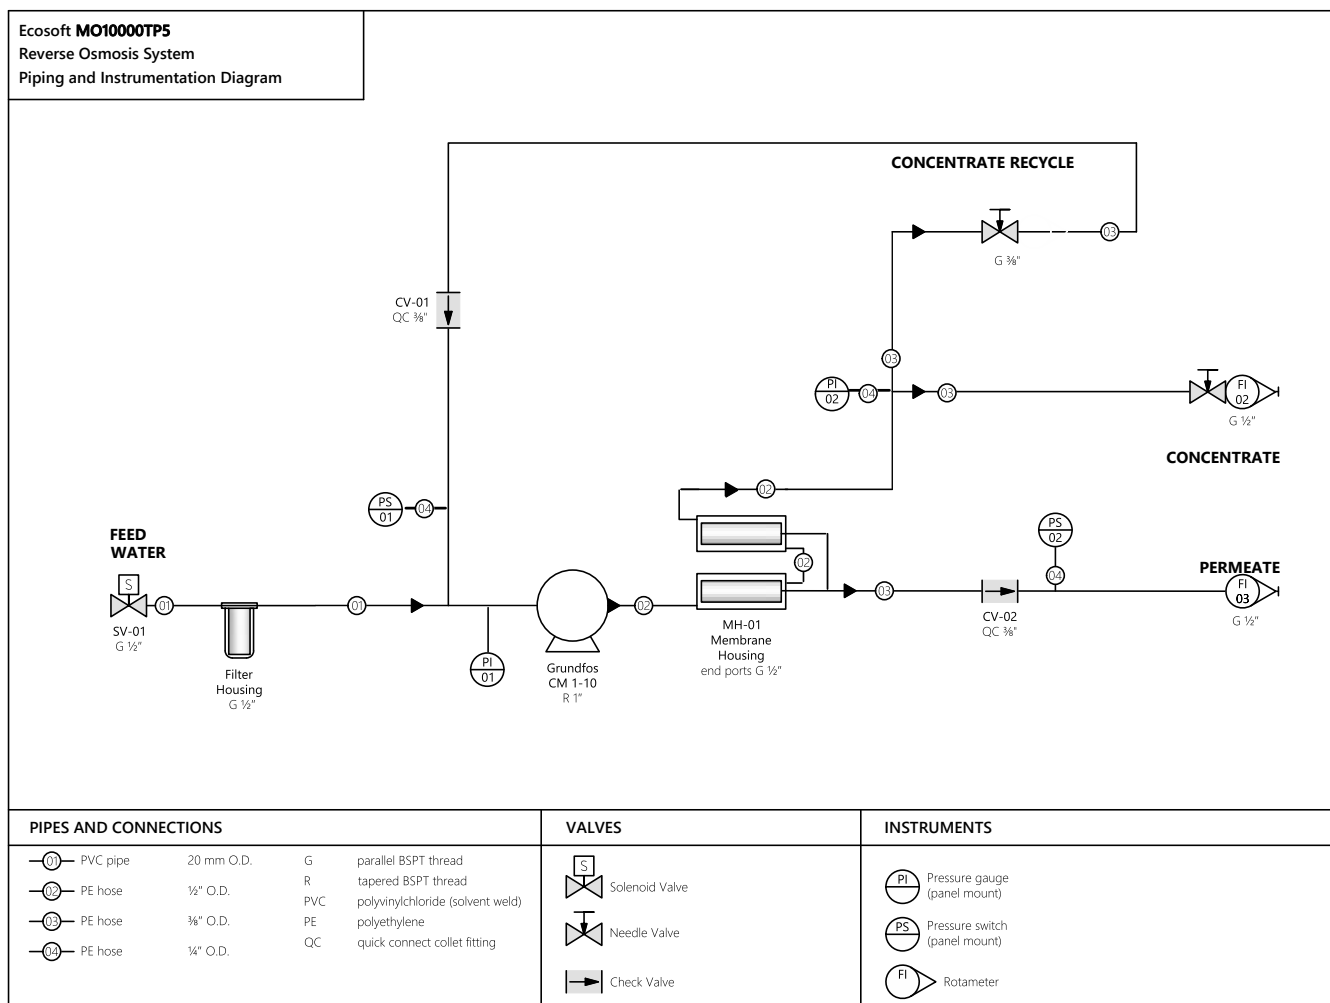 Ecosoft MO10000TP5
Reverse Osmosis System
Piping and Instrumentation Diagram
CONCENTRATE RECYCLE
03
G ⅜"
CV-01
QC ⅜"
03
PI
02
04
03
FI
02
G ½"
CONCENTRATE
02
PS
01
04
PS
02
FEED
WATER
02
04
PERMEATE
S
01
01
02
03
FI
03
SV-01
G ½"
CV-02
QC ⅜"
G ½"
MH-01
Membrane
Housing
end ports G ½"
PI
01
Filter
Housing
G ½"
Grundfos
CM 1-10
R 1"
PIPES AND CONNECTIONS
01 PVC pipe 20 mm O.D.
02 PE hose ½" O.D.
03 PE hose ⅜" O.D.
04 PE hose ¼" O.D.
G parallel BSPT thread
R tapered BSPT thread
PVC polyvinylchloride (solvent weld)
PE polyethylene
QC quick connect collet fitting
VALVES
S
Solenoid Valve
Needle Valve
Check Valve
INSTRUMENTS
PI
Pressure gauge
(panel mount)
PS
Pressure switch
(panel mount)
FI
Rotameter